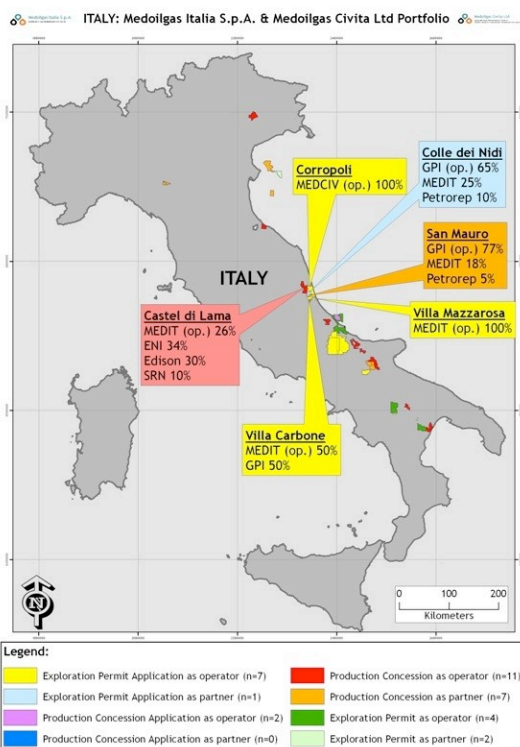 ITALY: Medoilgas Italia S.p.A. & Medoilgas Civita Ltd Portfolio
Corropoli
MEDCIV (op.) 100%
Colle dei Nidi
GPI (op.) 65%
MEDIT 25%
Petrorep 10%
San Mauro
GPI (op.) 77%
MEDIT 18%
Petrorep 5%
ITALY
Castel di Lama
MEDIT (op.) 26%
ENI 34%
Edison 30%
SRN 10%
Villa Mazzarosa
MEDIT (op.) 100%
Villa Carbone
MEDIT (op.) 50%
GPI 50%
N
0 100 200
Kilometers
Legend:
Exploration Permit Application as operator (n=7)
Exploration Permit Application as partner (n=1)
Production Concession Application as operator (n=2)
Production Concession Application as partner (n=0)
Production Concession as operator (n=11)
Production Concession as partner (n=7)
Exploration Permit as operator (n=4)
Exploration Permit as partner (n=2)